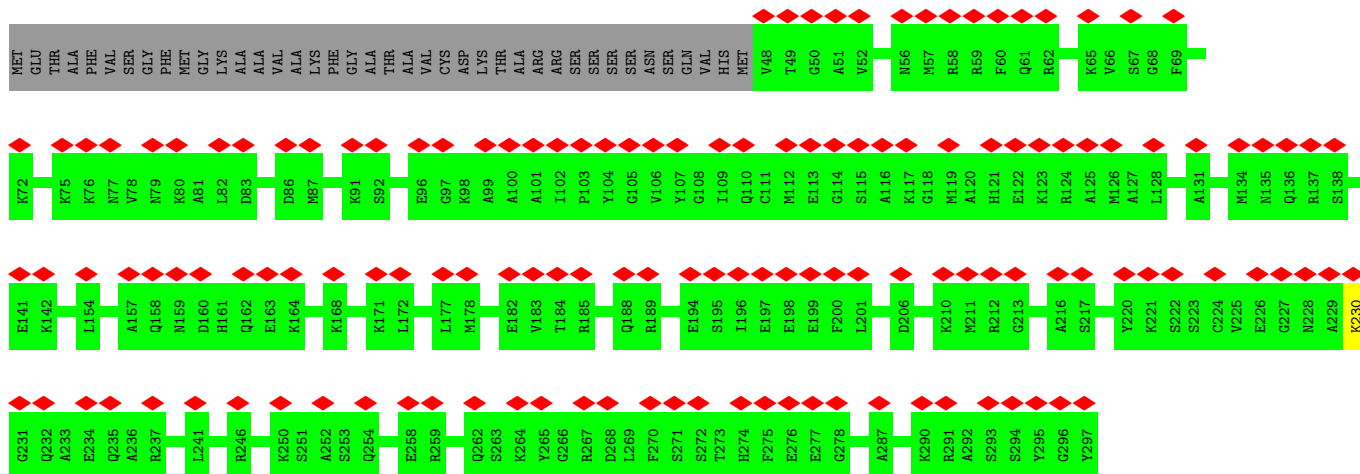 MET GLU THR ALA PHE VAL SER GLY PHE MET GLY LYS ALA ALA VAL ALA LYS PHE GLY ALA THR ALA VAL CYS ASP LYS THR ALA ARG ARG SER SER SER SER ASN SER GLN VAL HIS MET V48 T49 G50 A51 V52 N56 M57 R58 R59 F60 Q61 R62 K65 V66 S67 G68 F69
K72 K75 K76 N77 V78 N79 K80 A81 L82 D83 D86 M87 K91 S92 E96 G97 K98 A99 A100 A101 I102 P103 Y104 G105 V106 Y107 G108 I109 Q110 C111 M112 E113 G114 S115 A116 K117 G118 M119 A120 H121 E122 K123 R124 A125 M126 A127 L128 A131 M134 N135 Q136 R137 S138
E141 K142 L154 A157 Q158 N159 D160 H161 Q162 E163 K164 K168 K171 L172 L177 M178 E182 V183 T184 R185 Q188 R189 E194 S195 I196 E197 E198 E199 F200 L201 D206 K210 M211 R212 G213 A216 S217 Y220 K221 S222 S223 C224 V225 E226 G227 N228 A229 K230
G231 Q232 A233 E234 Q235 A236 R237 L241 R246 K250 S251 A252 S253 Q254 E258 R259 Q262 S263 K264 Y265 G266 R267 D268 L269 F270 S271 S272 T273 H274 F275 E276 E277 G278 A287 K290 R291 A292 S293 S294 Y295 G296 Y297